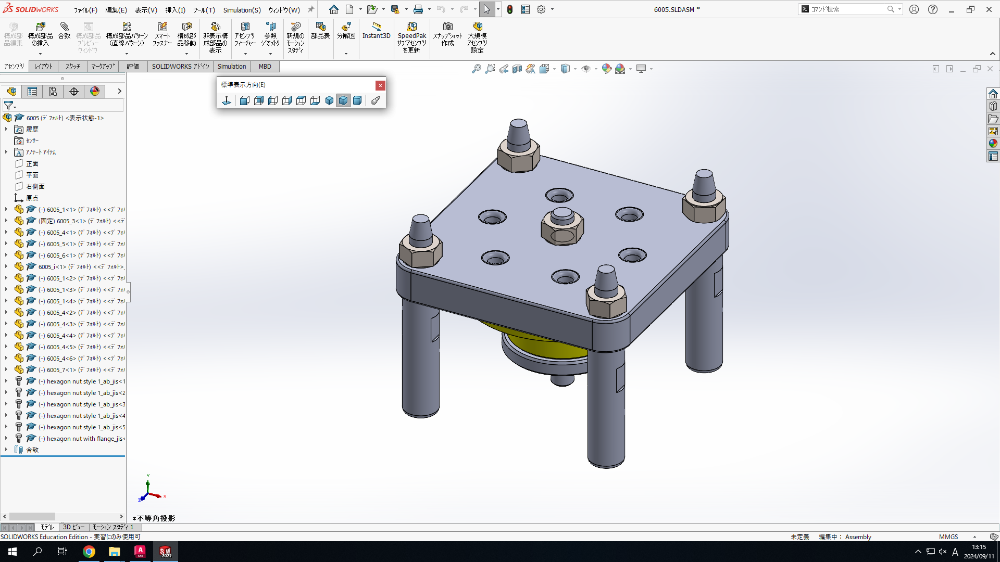 SOLIDWORKS
ファイル(F) 編集(E) 表示(V) 挿入(I) ツール(T) Simulation(S) ウィンドウ(W)
6005.SLDASM *
コマンド検索
構成部品編集
構成部品の挿入
合致
構成部品プレビューウィンドウ
構成部品パターン(直線パターン)
スマートファスナー
構成部品移動
非表示構成部品の表示
アセンブリフィーチャー
参照ジオメトリ
新規のモーションスタディ
部品表
分解図
Instant3D
SpeedPakサブアセンブリを更新
スナップショット作成
大規模アセンブリ設定
アセンブリ レイアウト スケッチ マークアップ 評価 SOLIDWORKS アドイン Simulation MBD
標準表示方向(E)
6005 (デフォルト) <表示状態-1>
履歴
センサー
アノテート アイテム
正面
平面
右側面
原点
(-) 6005_1<1> (デフォルト) <<デフォ
(固定) 6005_3<1> (デフォルト) <<デ
(-) 6005_4<1> (デフォルト) <<デフォ
(-) 6005_5<1> (デフォルト) <<デフォ
(-) 6005_6<1> (デフォルト) <<デフォ
6005_i<1> (デフォルト) <<デフォルト>_
(-) 6005_1<2> (デフォルト) <<デフォ
(-) 6005_1<3> (デフォルト) <<デフォ
(-) 6005_1<4> (デフォルト) <<デフォ
(-) 6005_4<2> (デフォルト) <<デフォ
(-) 6005_4<3> (デフォルト) <<デフォ
(-) 6005_4<4> (デフォルト) <<デフォ
(-) 6005_4<5> (デフォルト) <<デフォ
(-) 6005_4<6> (デフォルト) <<デフォ
(-) 6005_7<1> (デフォルト) <<デフォ
(-) hexagon nut style 1_ab_jis<1
(-) hexagon nut style 1_ab_jis<2
(-) hexagon nut style 1_ab_jis<3
(-) hexagon nut style 1_ab_jis<4
(-) hexagon nut style 1_ab_jis<5
(-) hexagon nut with flange_jis<
合致
Y
X
Z
*不等角投影
モデル 3D ビュー モーション スタディ 1
SOLIDWORKS Education Edition - 実習にのみ使用可
未定義 編集中： Assembly
MMGS
A
CAD
SW
2022
A
13:15
2024/09/11